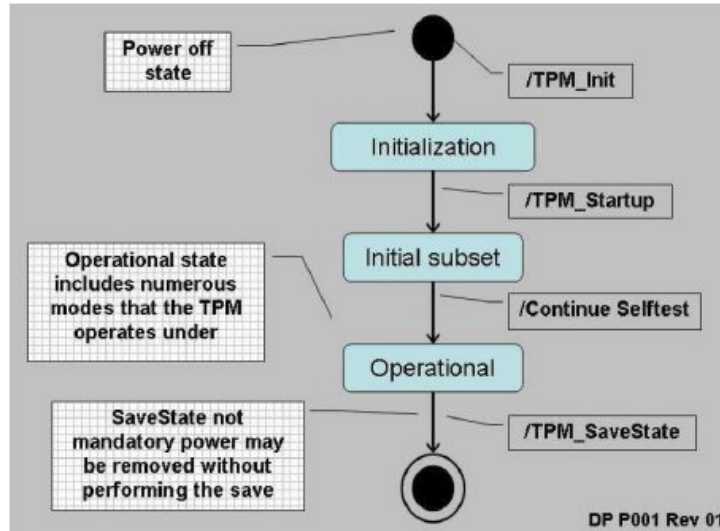 Power off
state
/TPM_Init
Initialization
/TPM_Startup
Initial subset
Operational state
includes numerous
modes that the TPM
operates under
/Continue Selftest
Operational
SaveState not
mandatory power may
be removed without
performing the save
/TPM_SaveState
DP P001 Rev 01